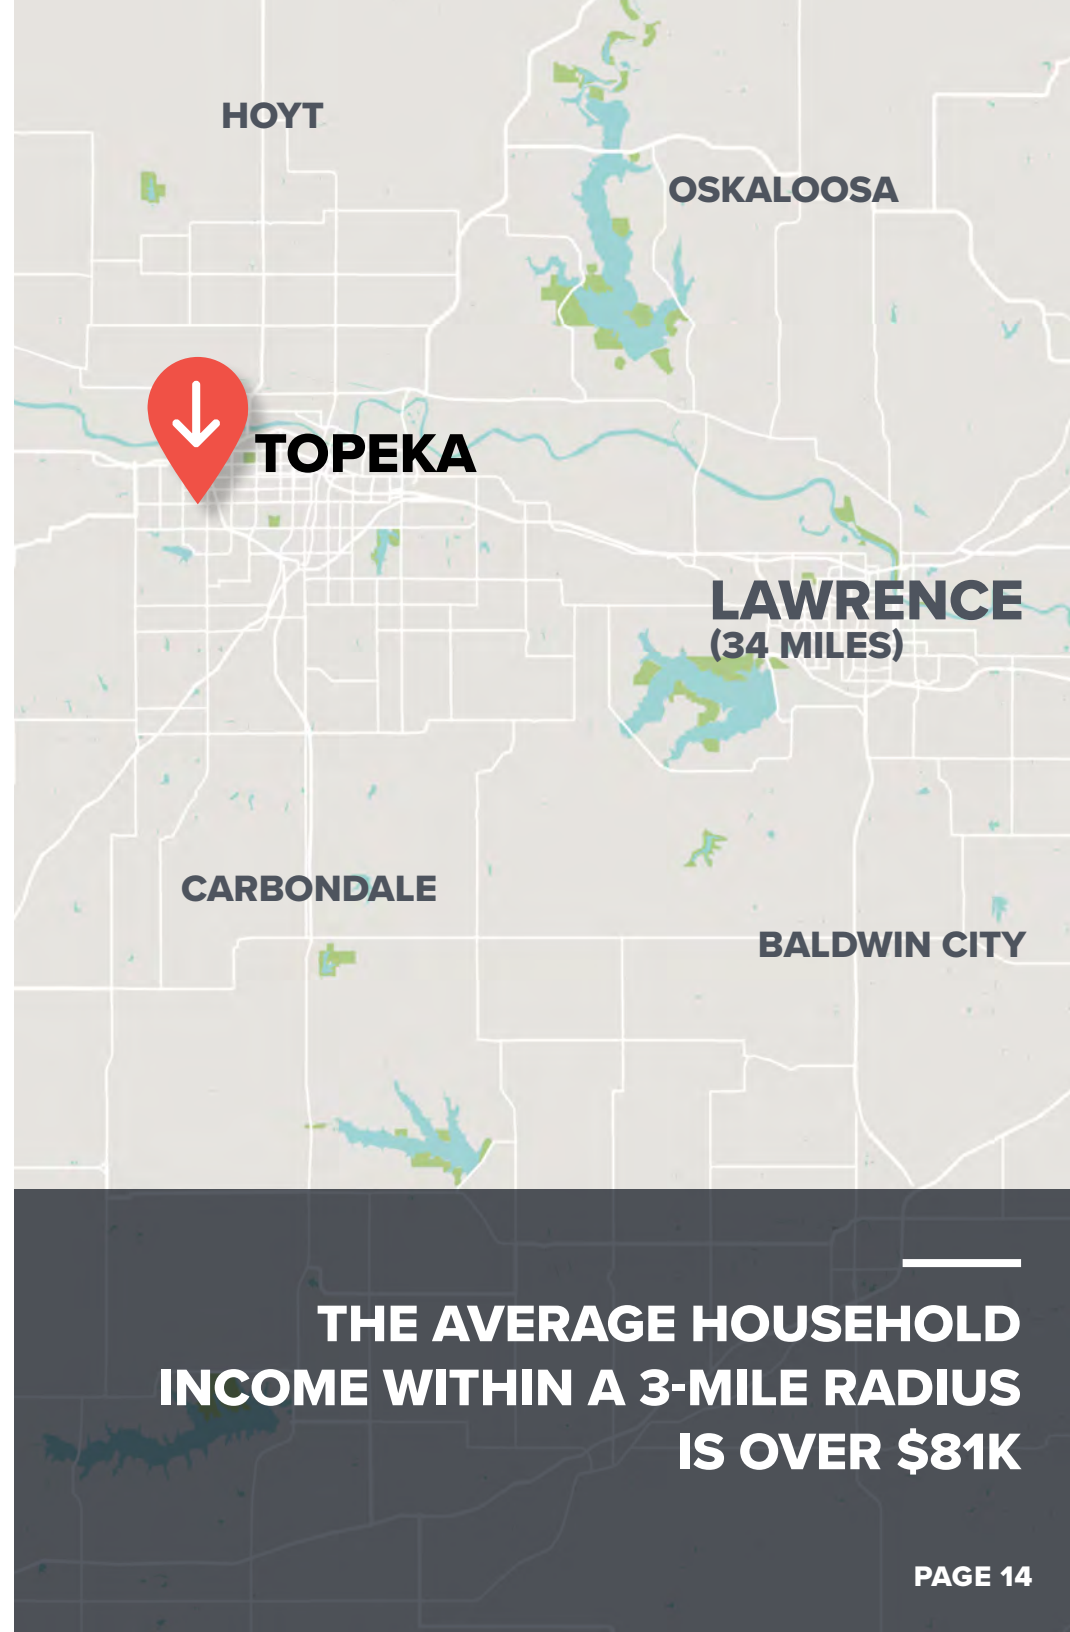 HOYT
OSKALOOSA
TOPEKA
LAWRENCE
(34 MILES)
CARBONDALE
BALDWIN CITY
THE AVERAGE HOUSEHOLD
INCOME WITHIN A 3-MILE RADIUS
IS OVER $81K
PAGE 14